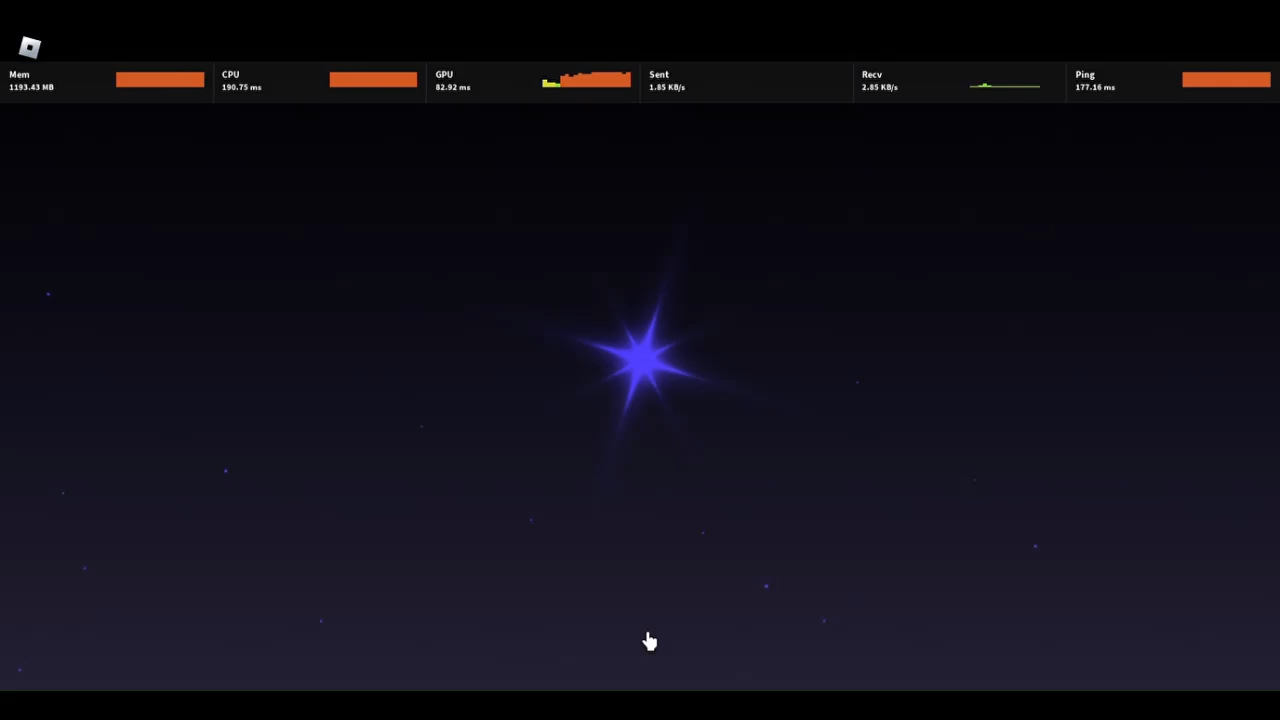 Mem
1193.43 MB
CPU
190.75 ms
GPU
82.92 ms
Sent
1.85 KB/s
Recv
2.85 KB/s
Ping
177.16 ms